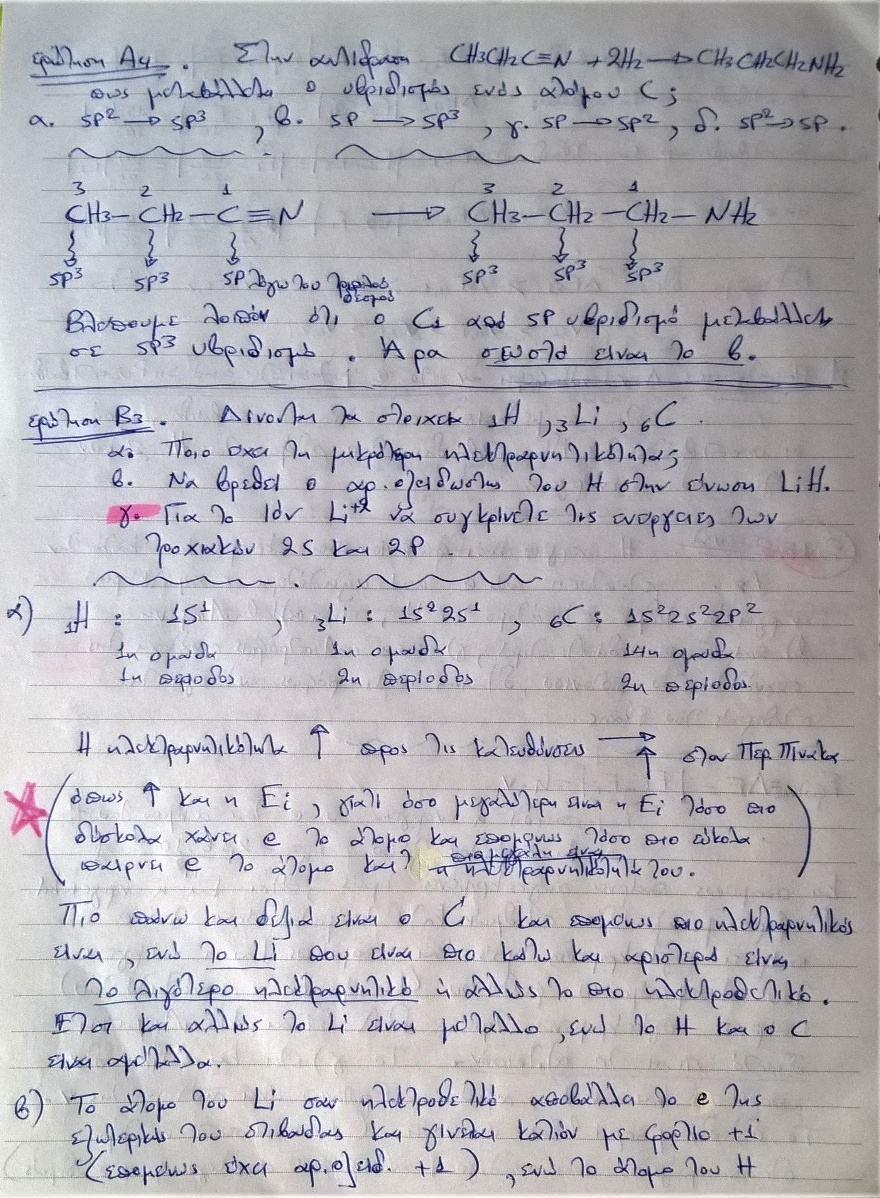 ερώτηση Α4. Στην αντίδραση CH3CH2C≡N + 2H2 → CH3CH2CH2NH2
πως μεταβάλλεται ο υβριδισμός ενός ατόμου C;
α. SP² → SP³, β. SP → SP³, γ. SP → SP², δ. SP² → SP.
3 2 1 3 2 1
CH3 – CH2 – C ≡ N → CH3 – CH2 – CH2 – NH2
SP³ SP³ SP λόγω του τριπλού δεσμού SP³ SP³ SP³
Βλέπουμε λοιπόν ότι ο C1 από SP υβριδισμό μεταβάλλεται
σε SP³ υβριδισμό. Άρα σωστό είναι το β.
ερώτηση Β3. Δίνονται τα στοιχεία 1H, 3Li, 6C.
α. Ποιο έχει τη μικρότερη ηλεκτραρνητικότητα;
β. Να βρεθεί ο αρ. οξείδωσης του Η στην ένωση LiH.
γ. Για το ιόν Li+2 να συγκρίνετε τις ενέργειες των
τροχιακών 2S και 2P.
α) 1H : 1S¹, 3Li : 1S² 2S¹, 6C : 1S² 2S² 2P²
1η ομάδα 1η ομάδα 14η ομάδα
1η περίοδος 2η περίοδος 2η περίοδος
Η ηλεκτραρνητικότητα ↑ προς τις κατευθύνσεις → ↑ στον Περ Πίνακα
(όπως ↑ και η Ei, γιατί όσο μεγαλύτερη είναι η Ei τόσο πιο
δύσκολα χάνει e το άτομο και επομένως τόσο πιο εύκολα
παίρνει e το άτομο και πιο μεγάλη είναι η ηλεκτραρνητικότητά του.)
Πιο πάνω και δεξιά είναι ο C και επομένως πιο ηλεκτραρνητικός
είναι, ενώ το Li που είναι πιο κάτω και αριστερά είναι
το λιγότερο ηλεκτραρνητικό ή αλλιώς το πιο ηλεκτροθετικό.
Έτσι και αλλιώς το Li είναι μέταλλο, ενώ το Η και ο C
είναι αμέταλλα.
β) Το άτομο του Li σαν ηλεκτροθετικό αποβάλλει το e της
εξωτερικής του στιβάδας και γίνεται κατιόν με φορτίο +1
(επομένως έχει αρ. οξειδ. +1), ενώ το άτομο του Η